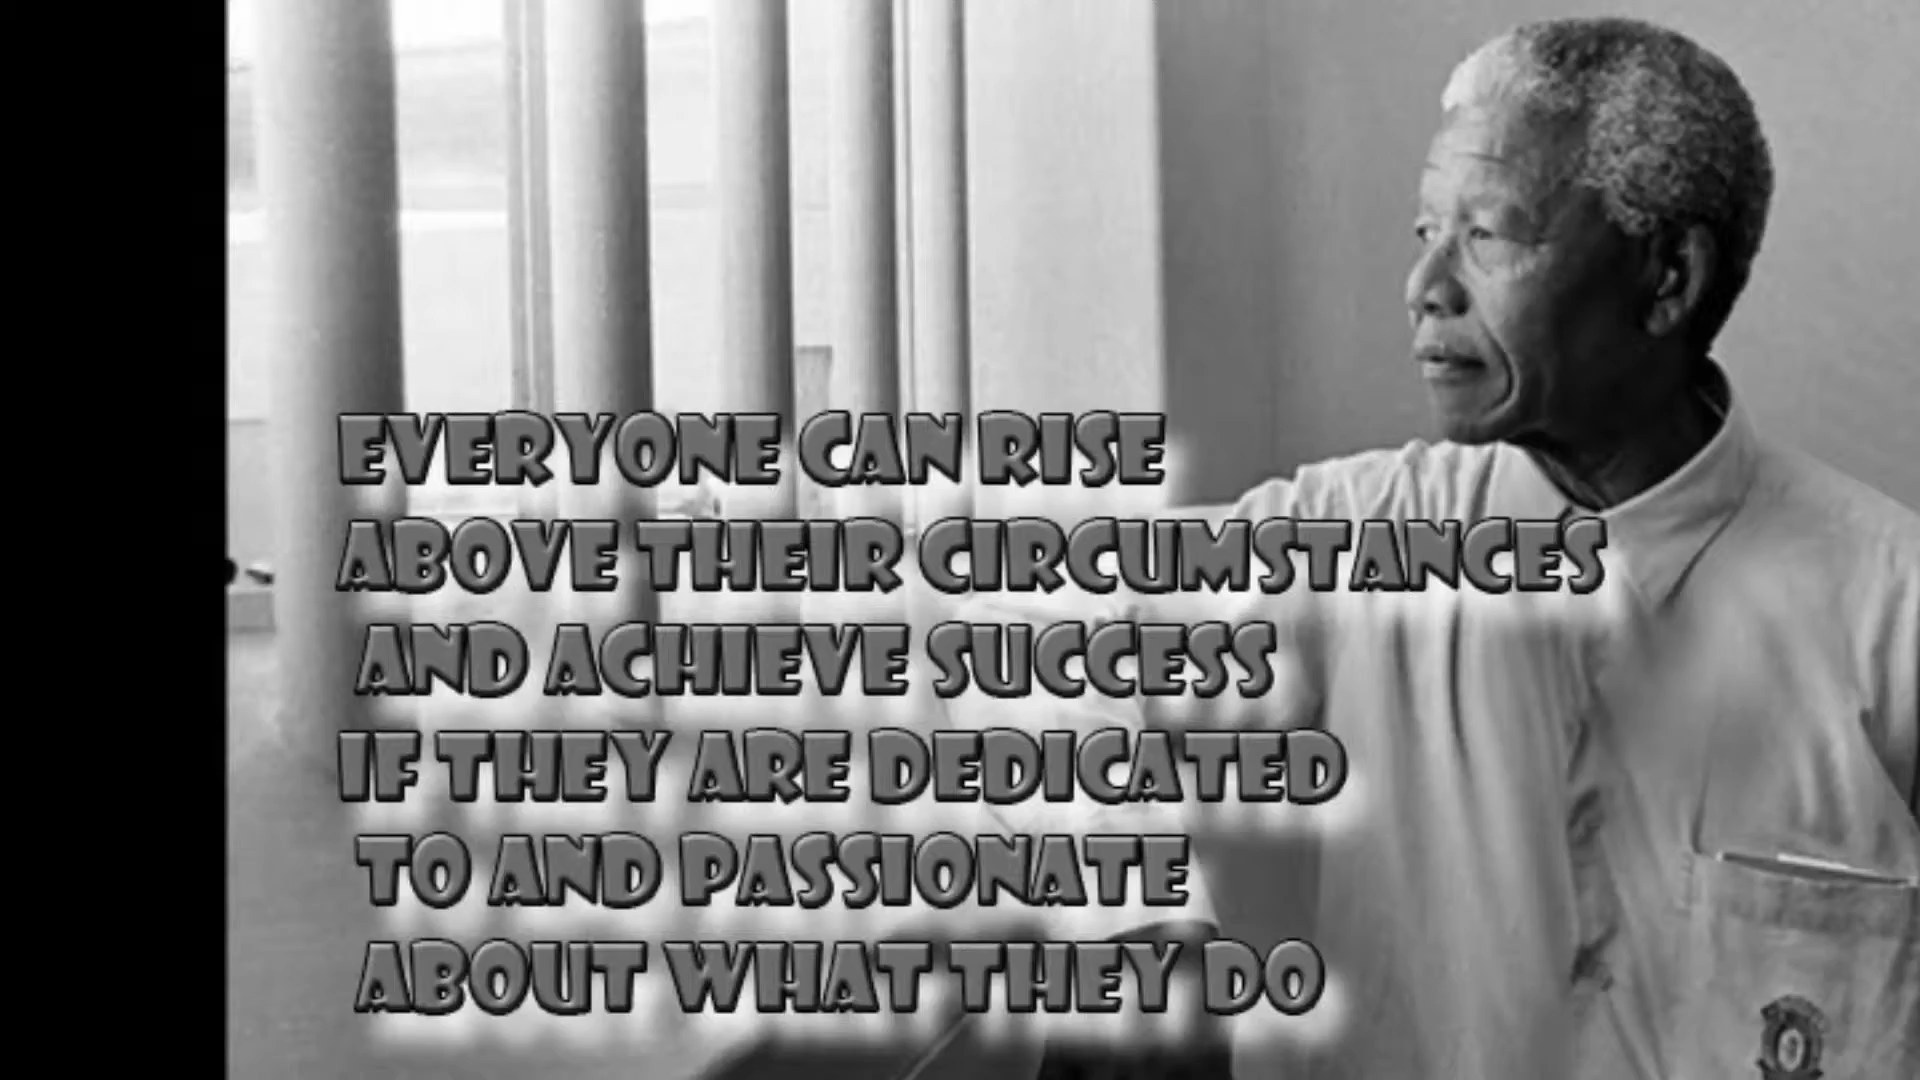 EVERYONE CAN RISE
ABOVE THEIR CIRCUMSTANCES
AND ACHIEVE SUCCESS
IF THEY ARE DEDICATED
TO AND PASSIONATE
ABOUT WHAT THEY DO